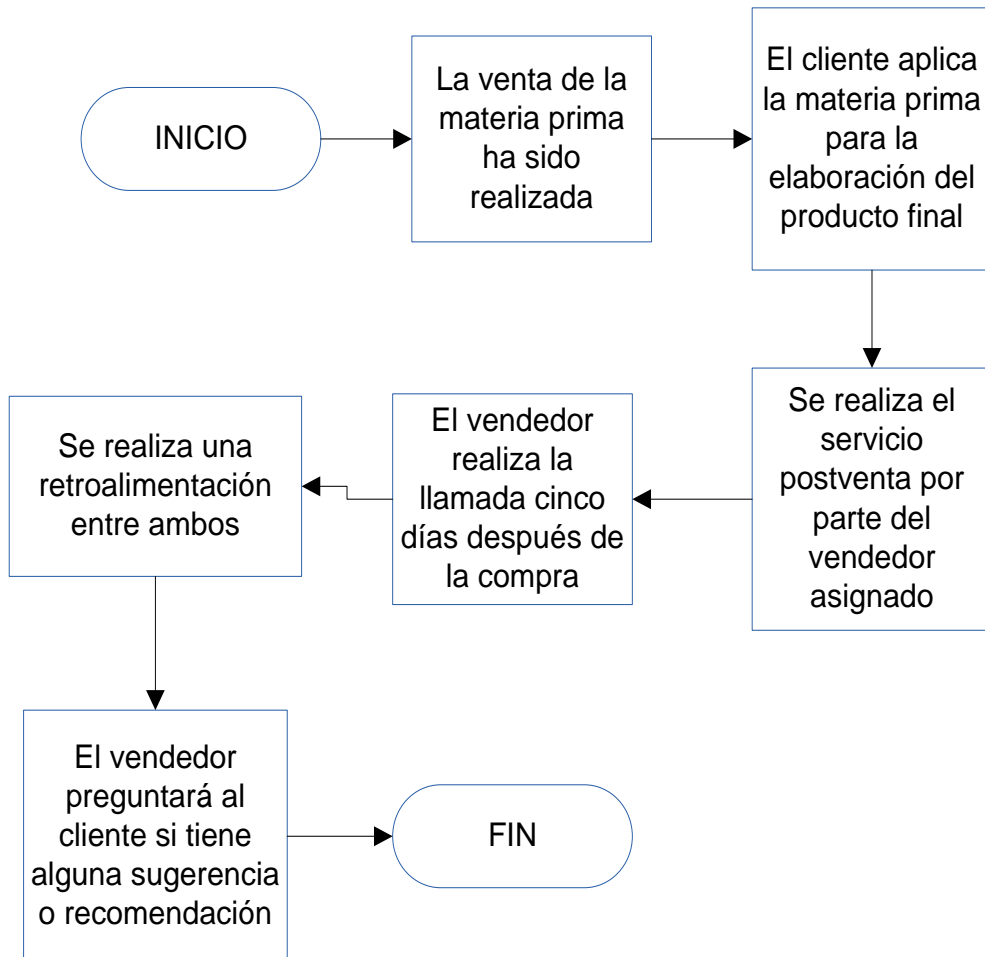 INICIO
La venta de la
materia prima
ha sido
realizada
El cliente aplica
la materia prima
para la
elaboración del
producto final
Se realiza el
servicio
postventa por
parte del
vendedor
asignado
El vendedor
realiza la
llamada cinco
días después de
la compra
Se realiza una
retroalimentación
entre ambos
El vendedor
preguntará al
cliente si tiene
alguna sugerencia
o recomendación
FIN